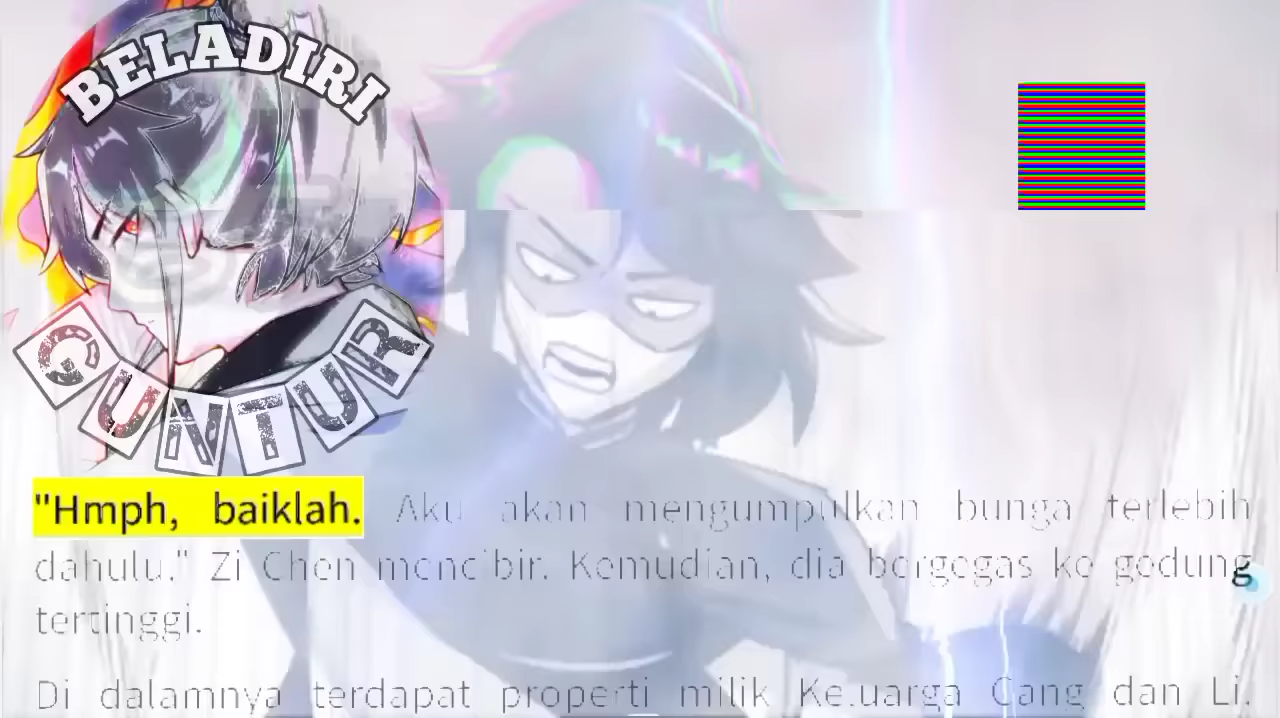 BELADIRI
GUNTUR
"Hmph, baiklah. Aku akan mengumpulkan bunga terlebih
dahulu." Zi Chen mencibir. Kemudian, dia bergegas ke gedung
tertinggi.
Di dalamnya terdapat properti milik Keluarga Cang dan Li.